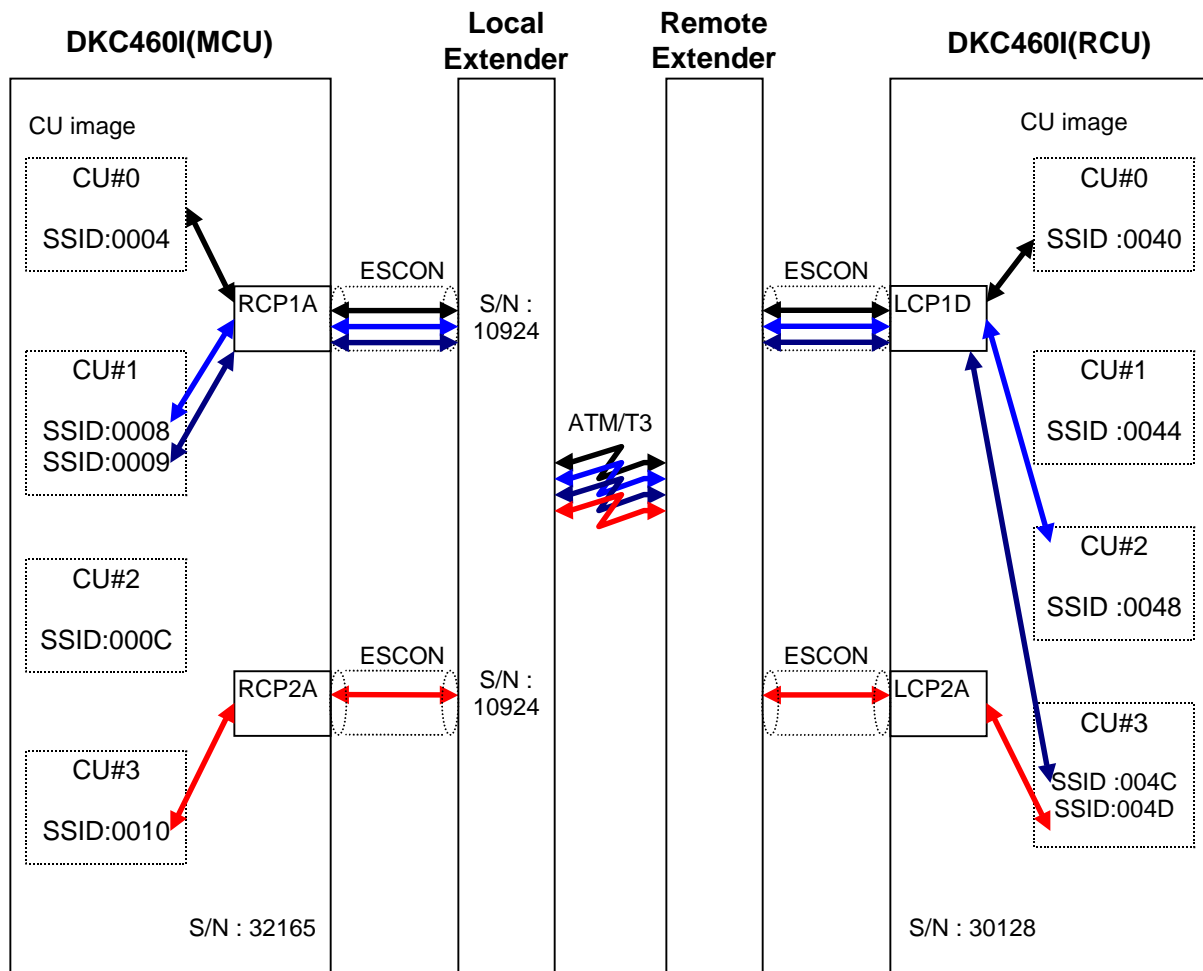 DKC460I(MCU)
Local
Extender
Remote
Extender
DKC460I(RCU)
CU image
CU#0
SSID:0004
CU#1
SSID:0008
SSID:0009
CU#2
SSID:000C
CU#3
SSID:0010
S/N : 32165
RCP1A
RCP2A
ESCON
ESCON
S/N :
10924
S/N :
10924
ATM/T3
ESCON
ESCON
LCP1D
LCP2A
CU image
CU#0
SSID :0040
CU#1
SSID :0044
CU#2
SSID :0048
CU#3
SSID :004C
SSID:004D
S/N : 30128